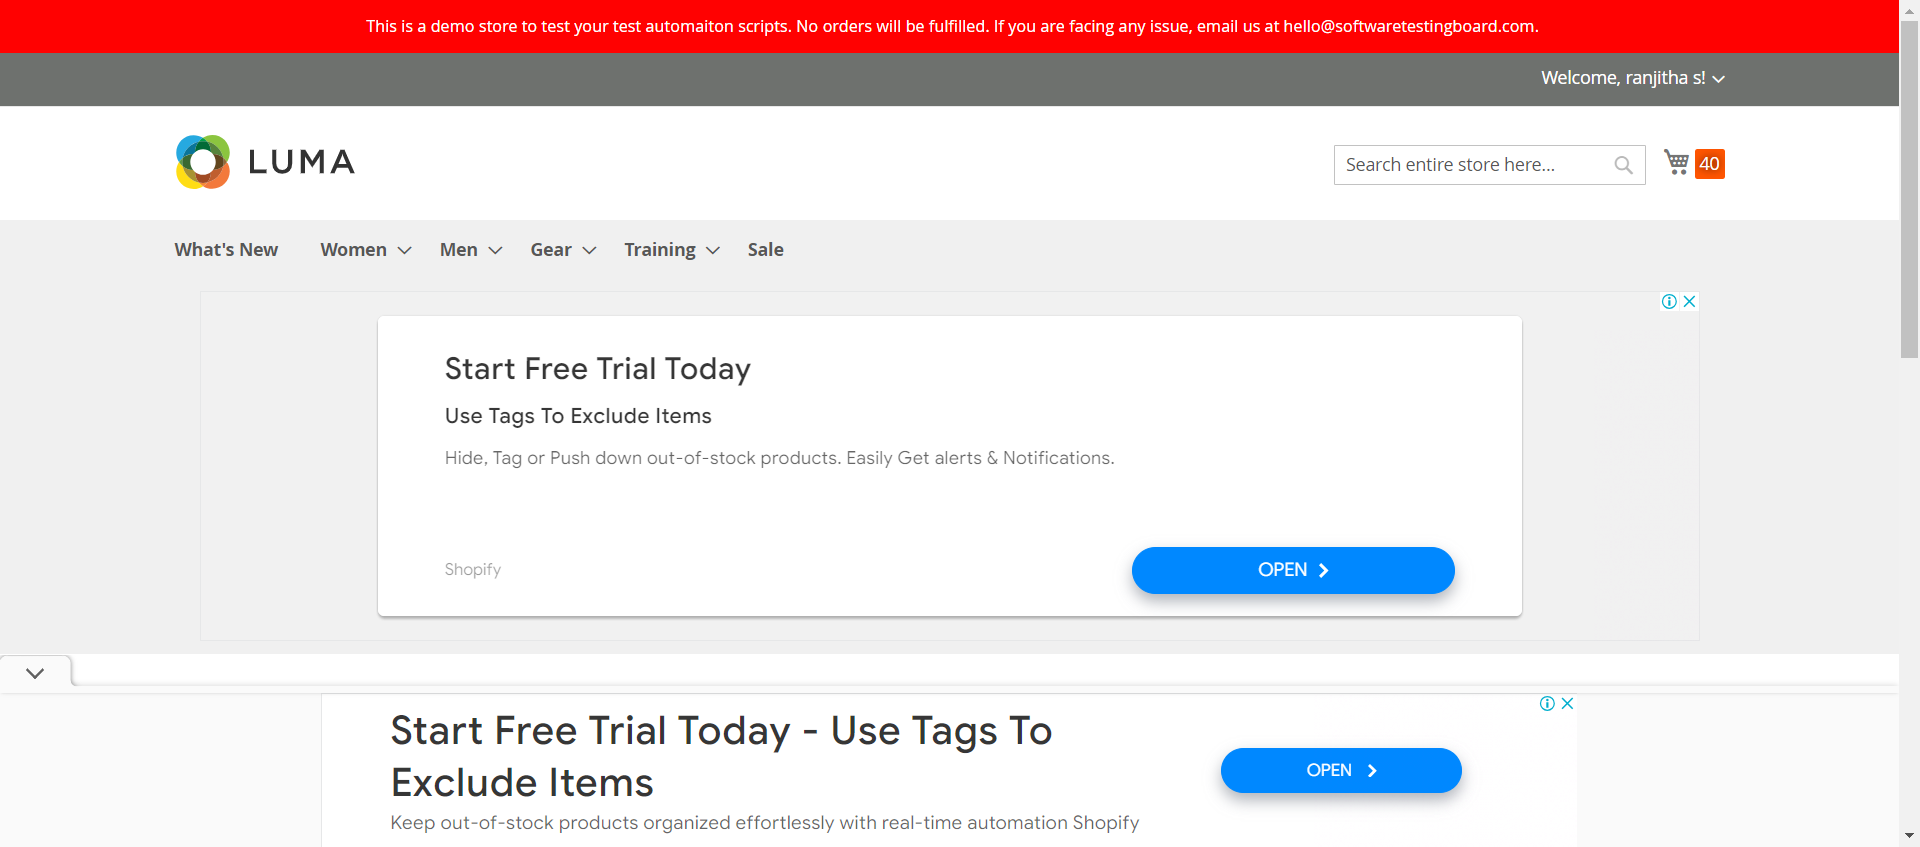 This is a demo store to test your test automaiton scripts. No orders will be fulfilled. If you are facing any issue, email us at hello@softwaretestingboard.com.
Welcome, ranjitha s!
LUMA
Search entire store here...
40
What's New Women Men Gear Training Sale
Start Free Trial Today
Use Tags To Exclude Items
Hide, Tag or Push down out-of-stock products. Easily Get alerts & Notifications.
Shopify
OPEN
Start Free Trial Today - Use Tags To
Exclude Items
OPEN
Keep out-of-stock products organized effortlessly with real-time automation Shopify